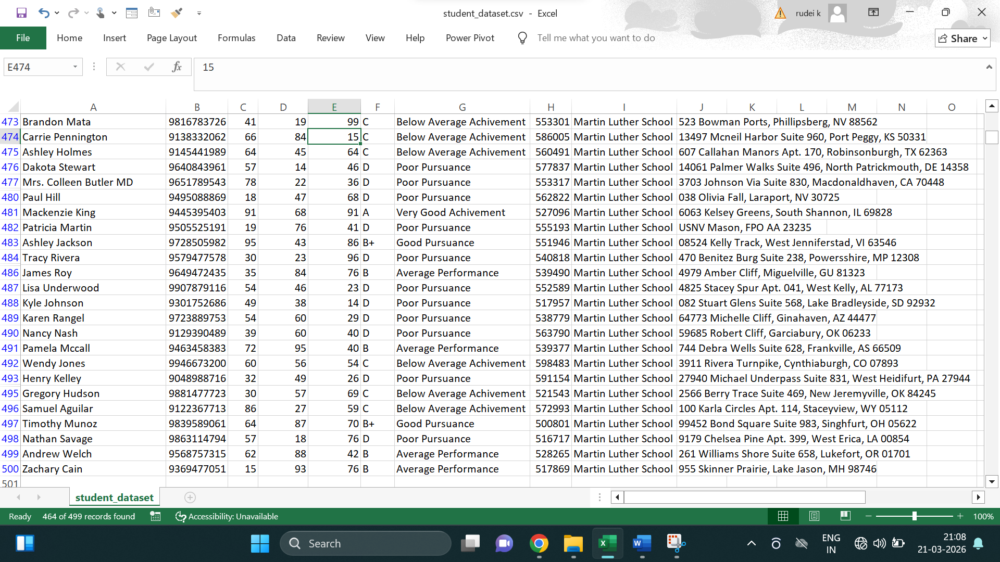 student_dataset.csv - Excel
rudei k
File Home Insert Page Layout Formulas Data Review View Help Power Pivot Tell me what you want to do Share
E474 fx 15
A B C D E F G H I J K L M N O
473 Brandon Mata 9816783726 41 19 99 C Below Average Achivement 553301 Martin Luther School 523 Bowman Ports, Phillipsberg, NV 88562
474 Carrie Pennington 9138332062 66 84 15 C Below Average Achivement 586005 Martin Luther School 13497 Mcneil Harbor Suite 960, Port Peggy, KS 50331
475 Ashley Holmes 9145441989 64 45 64 C Below Average Achivement 560491 Martin Luther School 607 Callahan Manors Apt. 170, Robinsonburgh, TX 62363
476 Dakota Stewart 9640843961 57 14 46 D Poor Pursuance 577837 Martin Luther School 14061 Palmer Walks Suite 496, North Patrickmouth, DE 14358
477 Mrs. Colleen Butler MD 9651789543 78 22 36 D Poor Pursuance 553317 Martin Luther School 3703 Johnson Via Suite 830, Macdonaldhaven, CA 70448
480 Paul Hill 9495088869 18 47 68 D Poor Pursuance 562822 Martin Luther School 038 Olivia Fall, Laraport, NV 30725
481 Mackenzie King 9445395403 91 68 91 A Very Good Achivement 527096 Martin Luther School 6063 Kelsey Greens, South Shannon, IL 69828
482 Patricia Martin 9505525191 19 76 41 D Poor Pursuance 555193 Martin Luther School USNV Mason, FPO AA 23235
483 Ashley Jackson 9728505982 95 43 86 B+ Good Pursuance 551946 Martin Luther School 08524 Kelly Track, West Jenniferstad, VI 63546
484 Tracy Rivera 9579477578 30 23 96 D Poor Pursuance 540818 Martin Luther School 470 Benitez Burg Suite 238, Powersshire, MP 12308
486 James Roy 9649472435 35 84 76 B Average Performance 539490 Martin Luther School 4979 Amber Cliff, Miguelville, GU 81323
487 Lisa Underwood 9907879116 54 46 23 D Poor Pursuance 552589 Martin Luther School 4825 Stacey Spur Apt. 041, West Kelly, AL 77173
488 Kyle Johnson 9301752686 49 38 14 D Poor Pursuance 517957 Martin Luther School 082 Stuart Glens Suite 568, Lake Bradleyside, SD 92932
489 Karen Rangel 9723889753 54 60 29 D Poor Pursuance 538779 Martin Luther School 64773 Michelle Cliff, Ginahaven, AZ 44477
490 Nancy Nash 9129390489 39 60 40 D Poor Pursuance 563790 Martin Luther School 59685 Robert Cliff, Garciabury, OK 06233
491 Pamela Mccall 9463458383 72 95 40 B Average Performance 539377 Martin Luther School 744 Debra Wells Suite 628, Frankville, AS 66509
492 Wendy Jones 9946673200 60 56 54 C Below Average Achivement 598483 Martin Luther School 3911 Rivera Turnpike, Cynthiaburgh, CO 07893
493 Henry Kelley 9048988716 32 49 26 D Poor Pursuance 591154 Martin Luther School 27940 Michael Underpass Suite 831, West Heidifurt, PA 27944
495 Gregory Hudson 9881477723 30 57 69 C Below Average Achivement 521543 Martin Luther School 2566 Berry Trace Suite 469, New Jeremyville, OK 84245
496 Samuel Aguilar 9122367713 86 27 59 C Below Average Achivement 572993 Martin Luther School 100 Karla Circles Apt. 114, Staceyview, WY 05112
497 Timothy Munoz 9839589061 64 87 70 B+ Good Pursuance 500801 Martin Luther School 99452 Bond Square Suite 983, Singhfurt, OH 05622
498 Nathan Savage 9863114794 57 18 76 D Poor Pursuance 516717 Martin Luther School 9179 Chelsea Pine Apt. 399, West Erica, LA 00854
499 Andrew Welch 9568757315 62 88 42 B Average Performance 528265 Martin Luther School 261 Williams Shore Suite 658, Lukefort, OR 01701
500 Zachary Cain 9369477051 15 93 76 B Average Performance 517869 Martin Luther School 955 Skinner Prairie, Lake Jason, MH 98746
501
student_dataset
Ready 464 of 499 records found Accessibility: Unavailable 100%
Search
ENG
IN
21:08
21-03-2026